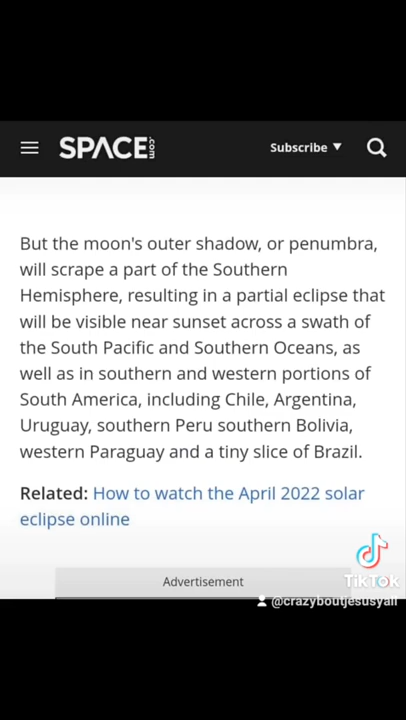 SPACE.com
Subscribe ▼
But the moon's outer shadow, or penumbra,
will scrape a part of the Southern
Hemisphere, resulting in a partial eclipse that
will be visible near sunset across a swath of
the South Pacific and Southern Oceans, as
well as in southern and western portions of
South America, including Chile, Argentina,
Uruguay, southern Peru southern Bolivia,
western Paraguay and a tiny slice of Brazil.
Related: How to watch the April 2022 solar
eclipse online
Advertisement
TikTok
@crazyboutjesusyall